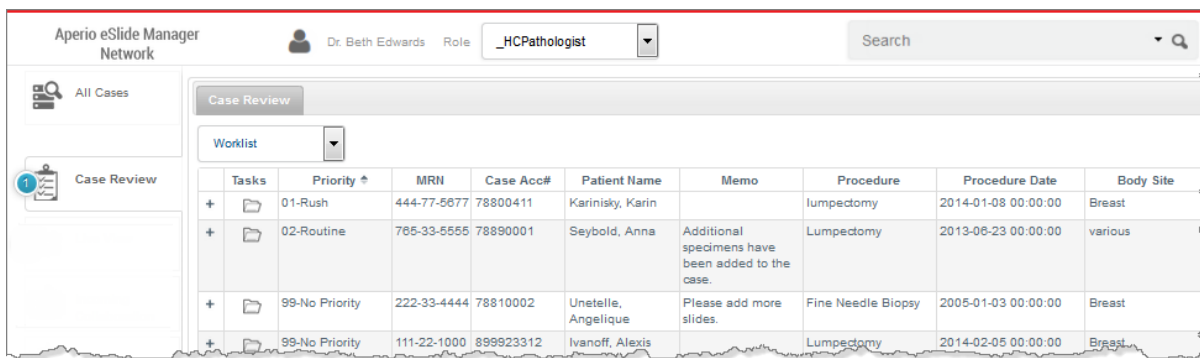 Aperio eSlide Manager
Network
Dr. Beth Edwards Role _HCPathologist Search
All Cases
Case Review
Worklist
1 Case Review
Tasks Priority MRN Case Acc# Patient Name Memo Procedure Procedure Date Body Site
+ 01-Rush 444-77-5677 78800411 Karinisky, Karin lumpectomy 2014-01-08 00:00:00 Breast
+ 02-Routine 765-33-5555 78890001 Seybold, Anna Additional Lumpectomy 2013-06-23 00:00:00 various
specimens have
been added to the
case.
+ 99-No Priority 222-33-4444 78810002 Unetelle, Please add more Fine Needle Biopsy 2005-01-03 00:00:00 Breast
Angelique slides.
+ 99-No Priority 111-22-1000 899923312 Ivanoff, Alexis Lumpectomy 2014-02-05 00:00:00 Breast